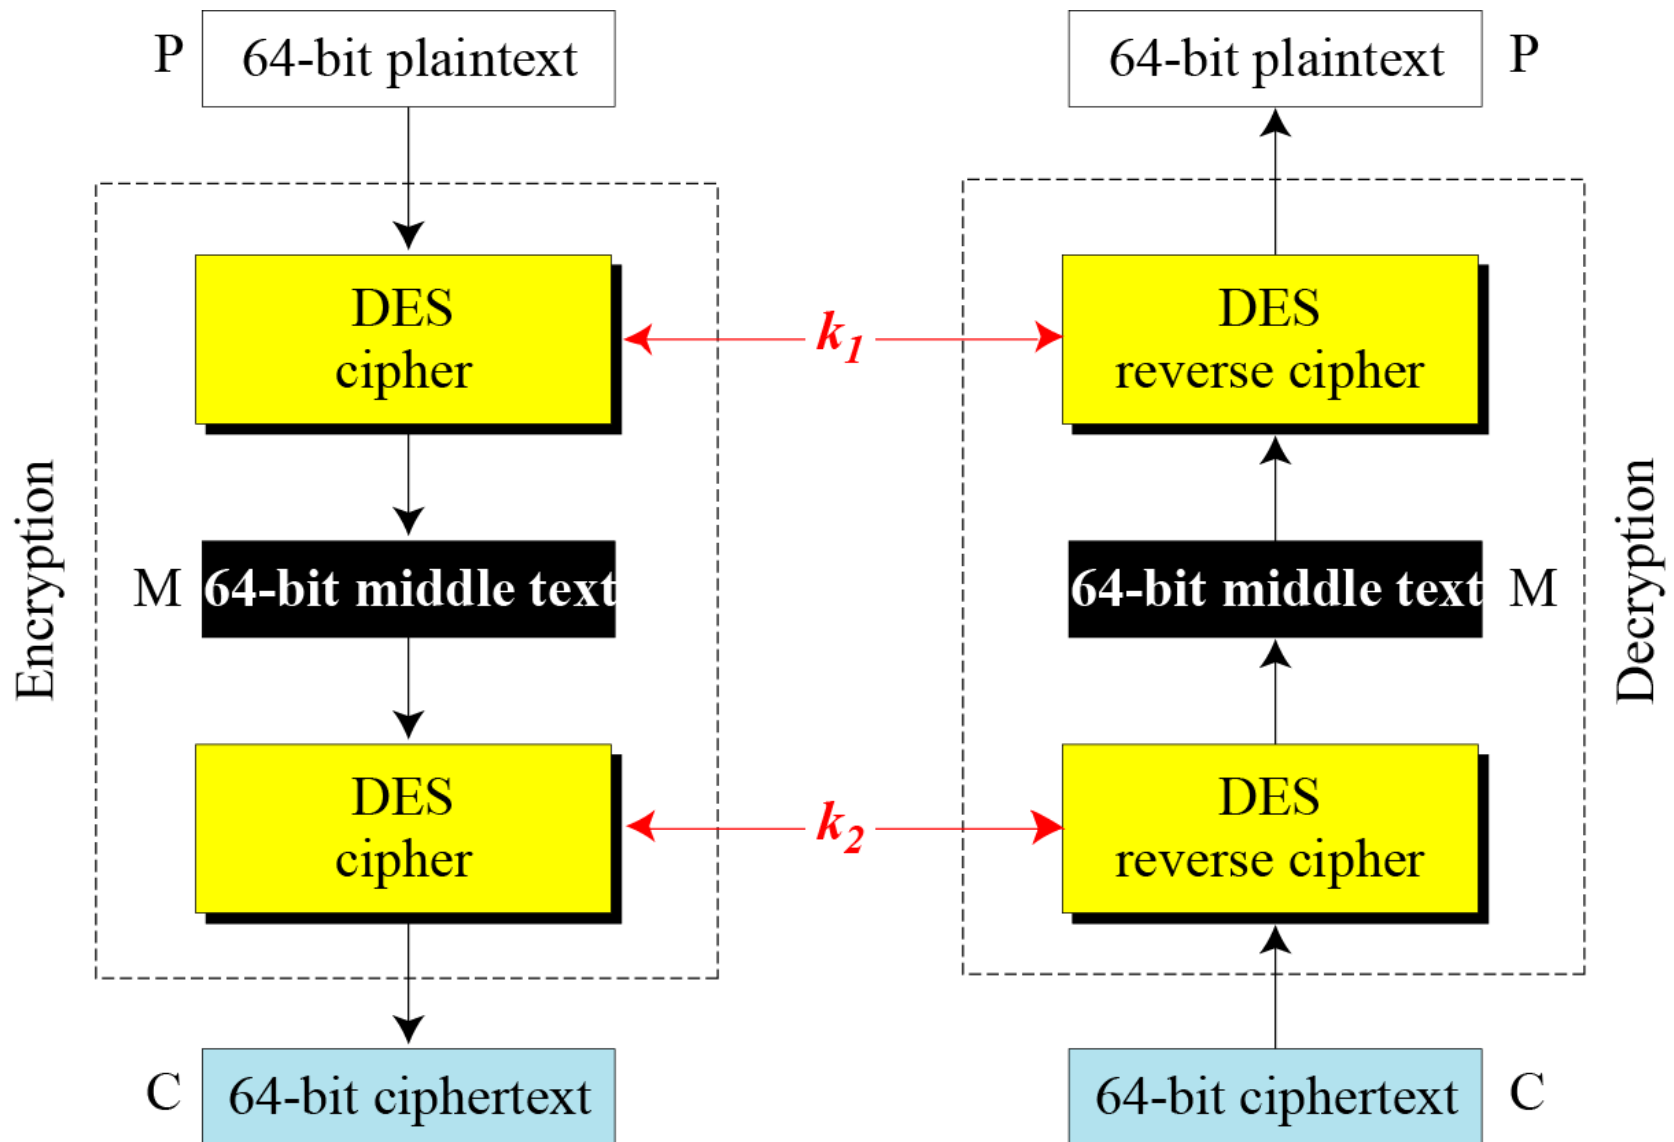 P 64-bit plaintext
64-bit plaintext P
DES
cipher
k1
DES
reverse cipher
Encryption
M 64-bit middle text
64-bit middle text M
Decryption
DES
cipher
k2
DES
reverse cipher
C 64-bit ciphertext
64-bit ciphertext C